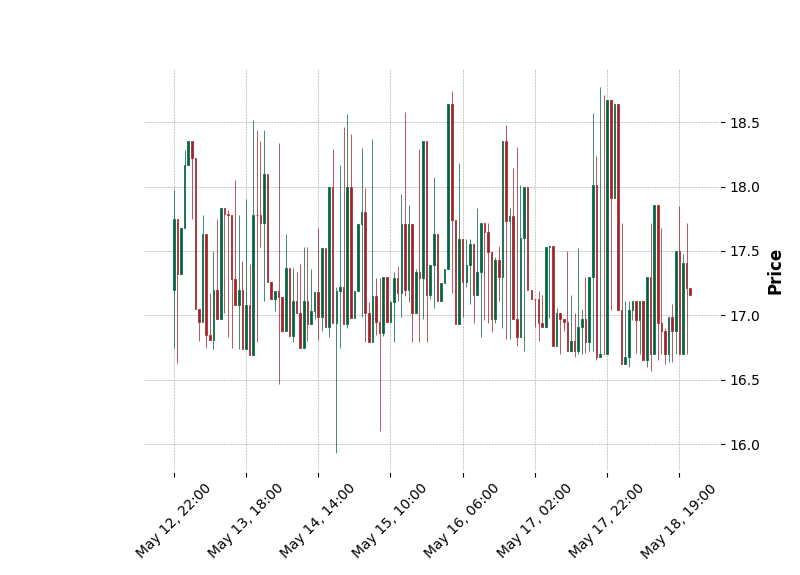 18.5
18.0
17.5
17.0
16.5
16.0
Price
May 12, 22:00
May 13, 18:00
May 14, 14:00
May 15, 10:00
May 16, 06:00
May 17, 02:00
May 17, 22:00
May 18, 19:00